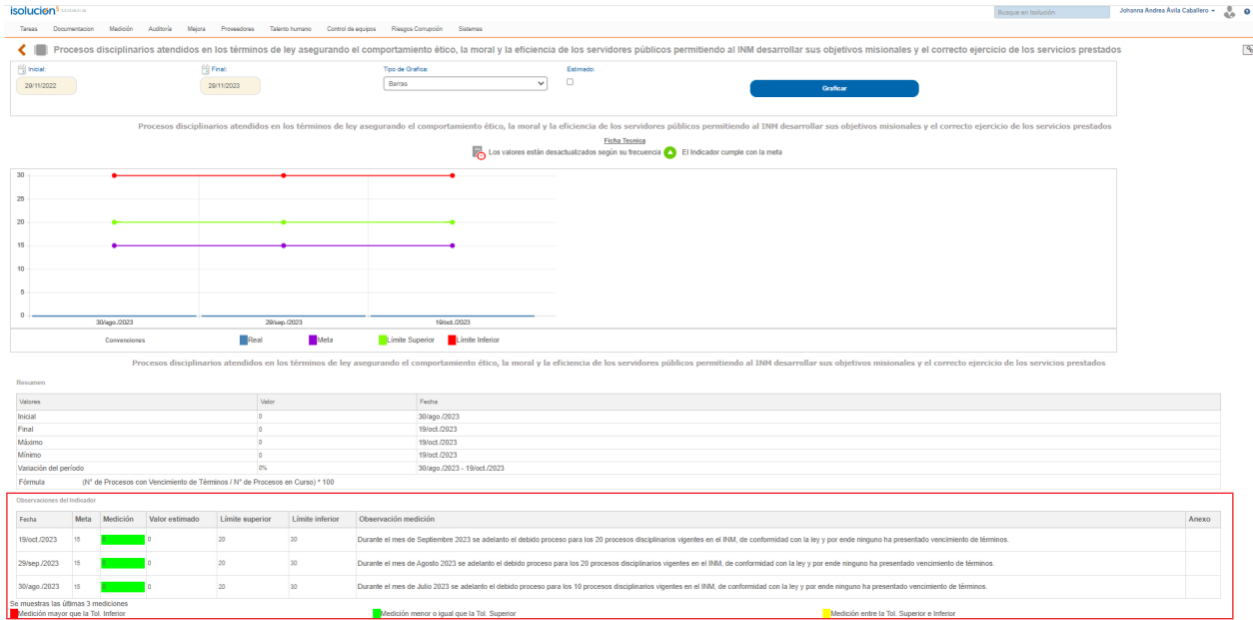 isolución5
Busque en Isolución
Johanna Andrea Ávila Caballero
Tareas Documentacion Medición Auditoría Mejora Proveedores Talento humano Control de equipos Riesgos Corrupción Sistemas
Procesos disciplinarios atendidos en los términos de ley asegurando el comportamiento ético, la moral y la eficiencia de los servidores públicos permitiendo al INM desarrollar sus objetivos misionales y el correcto ejercicio de los servicios prestados
Inicial: Final: Tipo de Grafica: Estimado:
29/11/2022 29/11/2023 Barras Graficar
Procesos disciplinarios atendidos en los términos de ley asegurando el comportamiento ético, la moral y la eficiencia de los servidores públicos permitiendo al INM desarrollar sus objetivos misionales y el correcto ejercicio de los servicios prestados
Ficha Tecnica
Los valores están desactualizados según su frecuencia El Indicador cumple con la meta
30
25
20
15
10
5
0
30/ago./2023 29/sep./2023 19/oct./2023
Convenciones Real Meta Límite Superior Límite Inferior
Procesos disciplinarios atendidos en los términos de ley asegurando el comportamiento ético, la moral y la eficiencia de los servidores públicos permitiendo al INM desarrollar sus objetivos misionales y el correcto ejercicio de los servicios prestados
Resumen
Valores Valor Fecha
Inicial 0 30/ago./2023
Final 0 19/oct./2023
Máximo 0 19/oct./2023
Mínimo 0 19/oct./2023
Variación del período 0% 30/ago./2023 - 19/oct./2023
Fórmula (N° de Procesos con Vencimiento de Términos / N° de Procesos en Curso) * 100
Observaciones del Indicador
Fecha Meta Medición Valor estimado Límite superior Límite inferior Observación medición Anexo
19/oct./2023 15 0 20 30 Durante el mes de Septiembre 2023 se adelanto el debido proceso para los 20 procesos disciplinarios vigentes en el INM, de conformidad con la ley y por ende ninguno ha presentado vencimiento de términos.
29/sep./2023 15 0 20 30 Durante el mes de Agosto 2023 se adelanto el debido proceso para los 20 procesos disciplinarios vigentes en el INM, de conformidad con la ley y por ende ninguno ha presentado vencimiento de términos.
30/ago./2023 15 0 20 30 Durante el mes de Julio 2023 se adelanto el debido proceso para los 10 procesos disciplinarios vigentes en el INM, de conformidad con la ley y por ende ninguno ha presentado vencimiento de términos.
Se muestras las últimas 3 mediciones
Medición mayor que la Tol. Inferior Medición menor o igual que la Tol. Superior Medición entre la Tol. Superior e Inferior